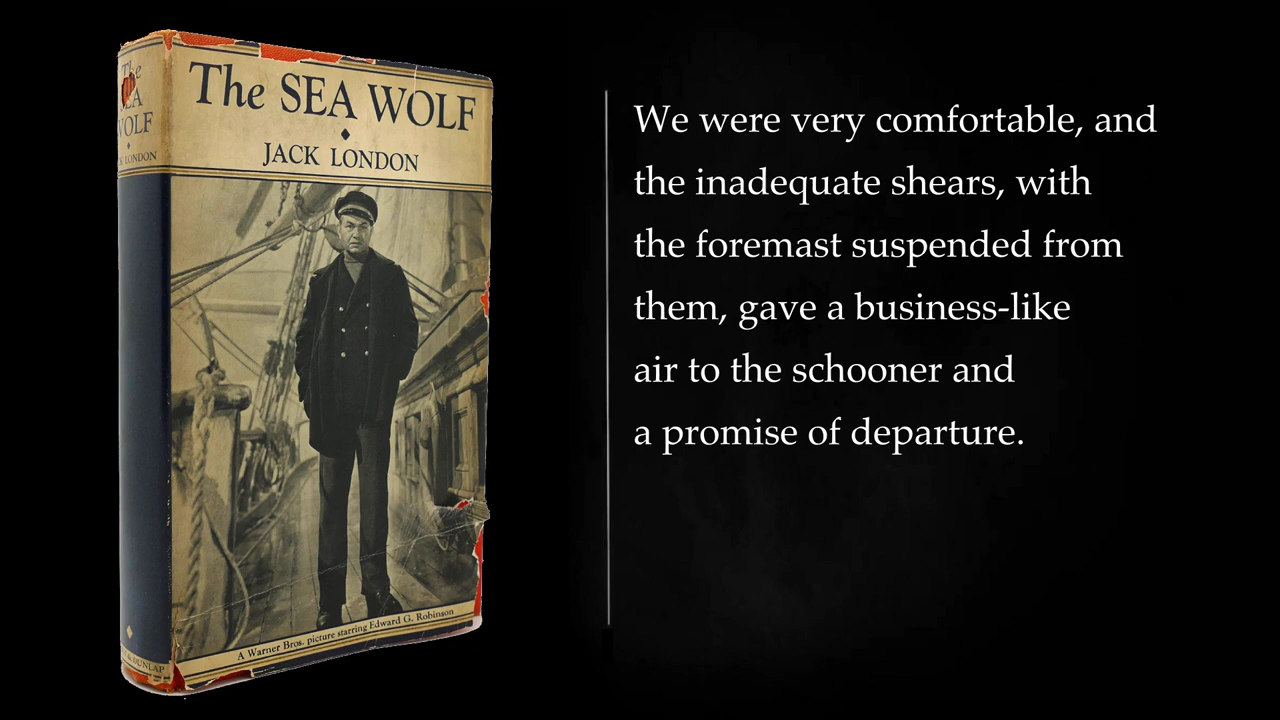 The
SEA
WOLF
LONDON
The SEA WOLF
JACK LONDON
A Warner Bros. picture starring Edward G. Robinson
DUNLAP
We were very comfortable, and
the inadequate shears, with
the foremast suspended from
them, gave a business-like
air to the schooner and
a promise of departure.